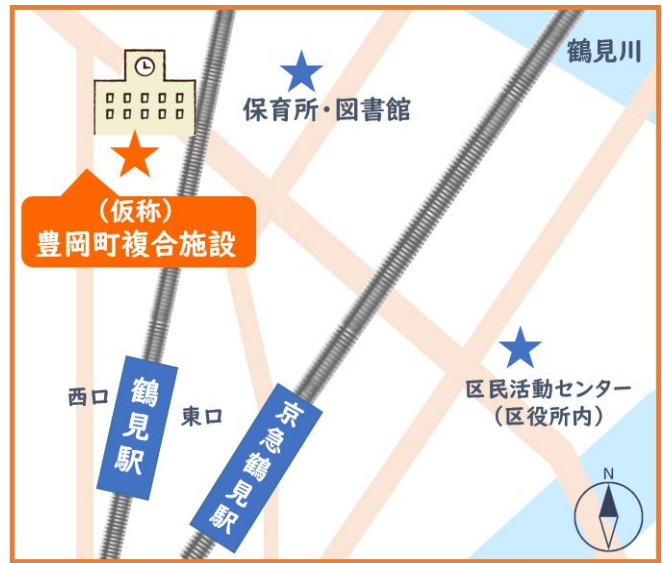 鶴見川
保育所・図書館
(仮称)
豊岡町複合施設
西口
鶴見駅
東口
京急鶴見駅
区民活動センター
(区役所内)
N